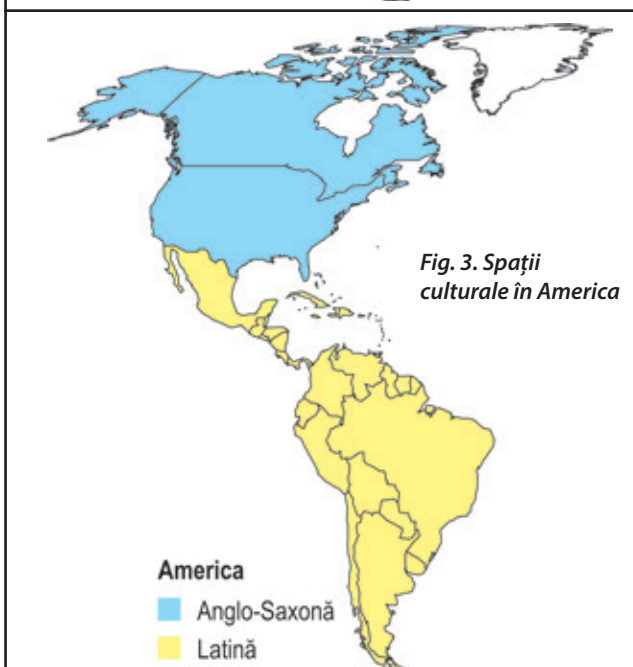 Fig. 3. Spații
culturale în America
America
Anglo-Saxonă
Latină